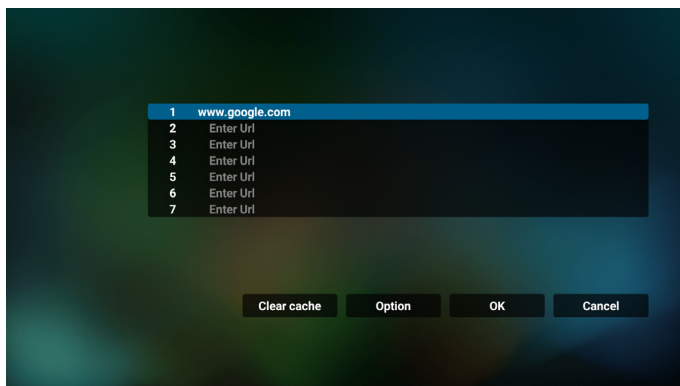 1 www.google.com
2 Enter Url
3 Enter Url
4 Enter Url
5 Enter Url
6 Enter Url
7 Enter Url
Clear cache Option OK Cancel